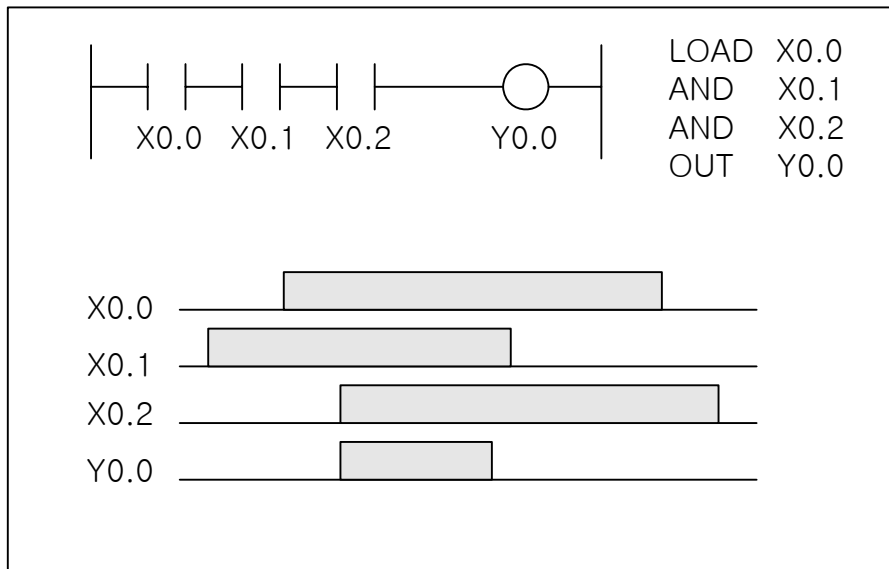 LOAD X0.0
AND X0.1
AND X0.2
OUT Y0.0
X0.0 X0.1 X0.2 Y0.0
X0.0
X0.1
X0.2
Y0.0